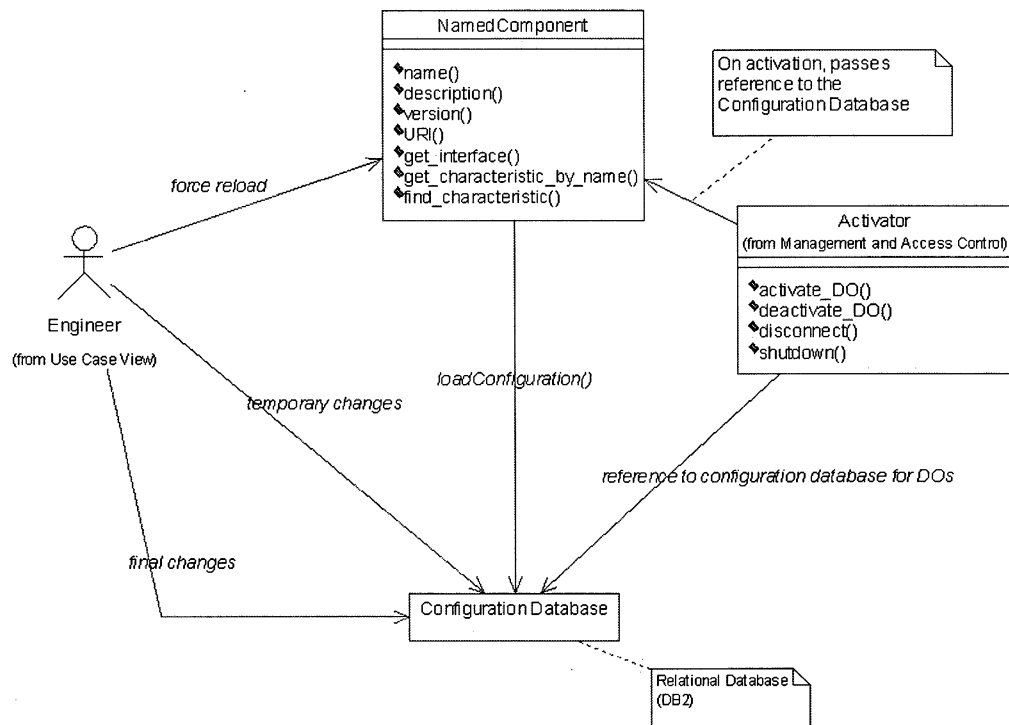 NamedComponent
name()
description()
version()
URI()
get_interface()
get_characteristic_by_name()
find_characteristic()
On activation, passes
reference to the
Configuration Database
force reload
Activator
(from Management and Access Control)
activate_DO()
deactivate_DO()
disconnect()
shutdown()
Engineer
(from Use Case View)
loadConfiguration()
temporary changes
reference to configuration database for DOs
final changes
Configuration Database
Relational Database
(DB2)